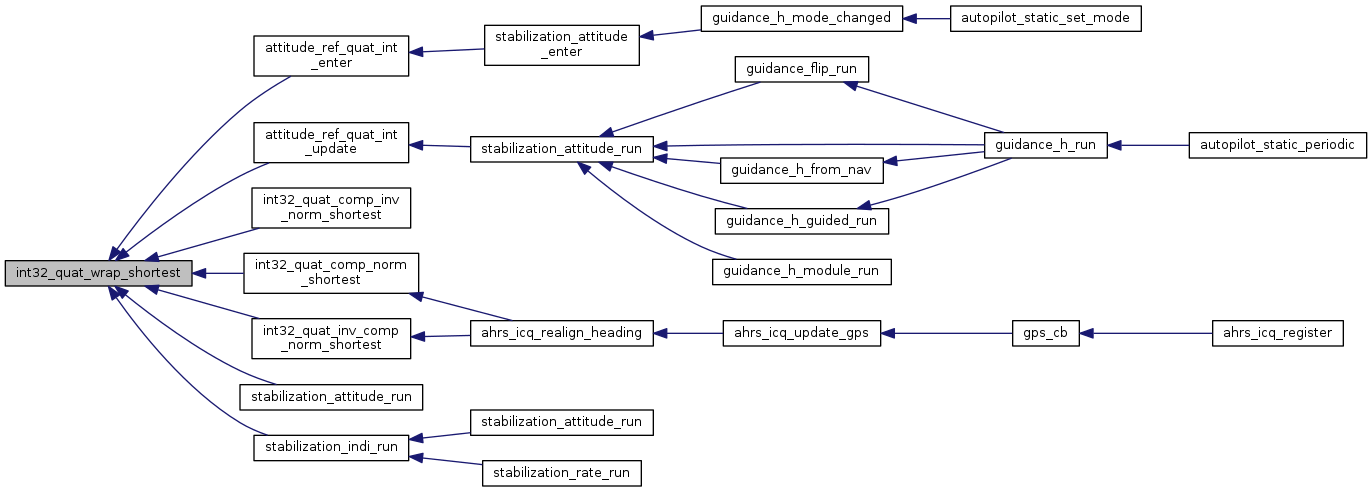 guidance_h_mode_changed
autopilot_static_set_mode
stabilization_attitude
_enter
attitude_ref_quat_int
_enter
guidance_flip_run
attitude_ref_quat_int
_update
stabilization_attitude_run
guidance_h_run
autopilot_static_periodic
guidance_h_from_nav
int32_quat_comp_inv
_norm_shortest
guidance_h_guided_run
int32_quat_wrap_shortest
int32_quat_comp_norm
_shortest
guidance_h_module_run
int32_quat_inv_comp
_norm_shortest
ahrs_icq_realign_heading
ahrs_icq_update_gps
gps_cb
ahrs_icq_register
stabilization_attitude_run
stabilization_attitude_run
stabilization_indi_run
stabilization_rate_run